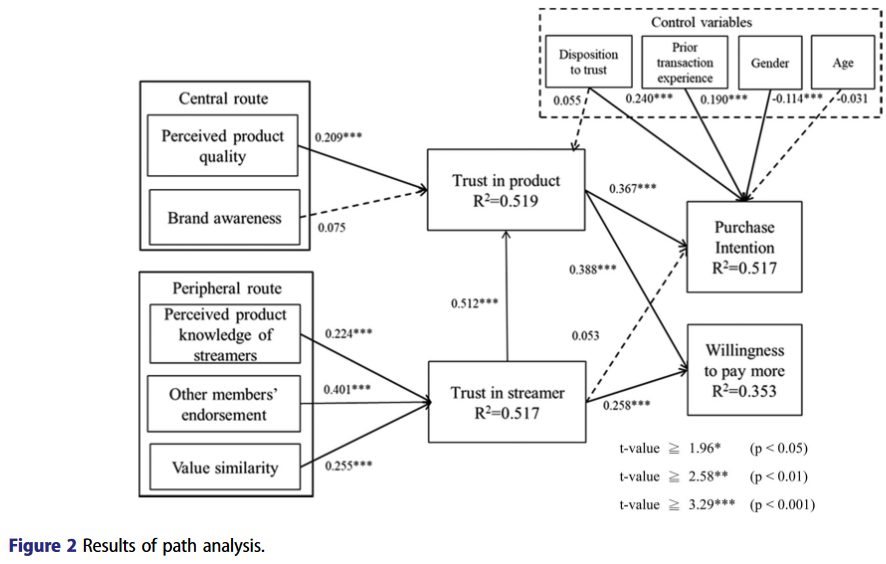 Control variables
Disposition
to trust
Prior
transaction
experience
Gender
Age
0.055
0.240***
0.190***
-0.114***
-0.031
Central route
Perceived product
quality
0.209***
Brand awareness
0.075
Trust in product
R²=0.519
0.367***
Purchase
Intention
R²=0.517
0.388***
Peripheral route
Perceived product
knowledge of
streamers
0.224***
Other members'
endorsement
0.401***
Value similarity
0.255***
0.512***
0.053
Trust in streamer
R²=0.517
0.258***
Willingness
to pay more
R²=0.353
t-value ≧ 1.96* (p < 0.05)
t-value ≧ 2.58** (p < 0.01)
t-value ≧ 3.29*** (p < 0.001)
Figure 2 Results of path analysis.